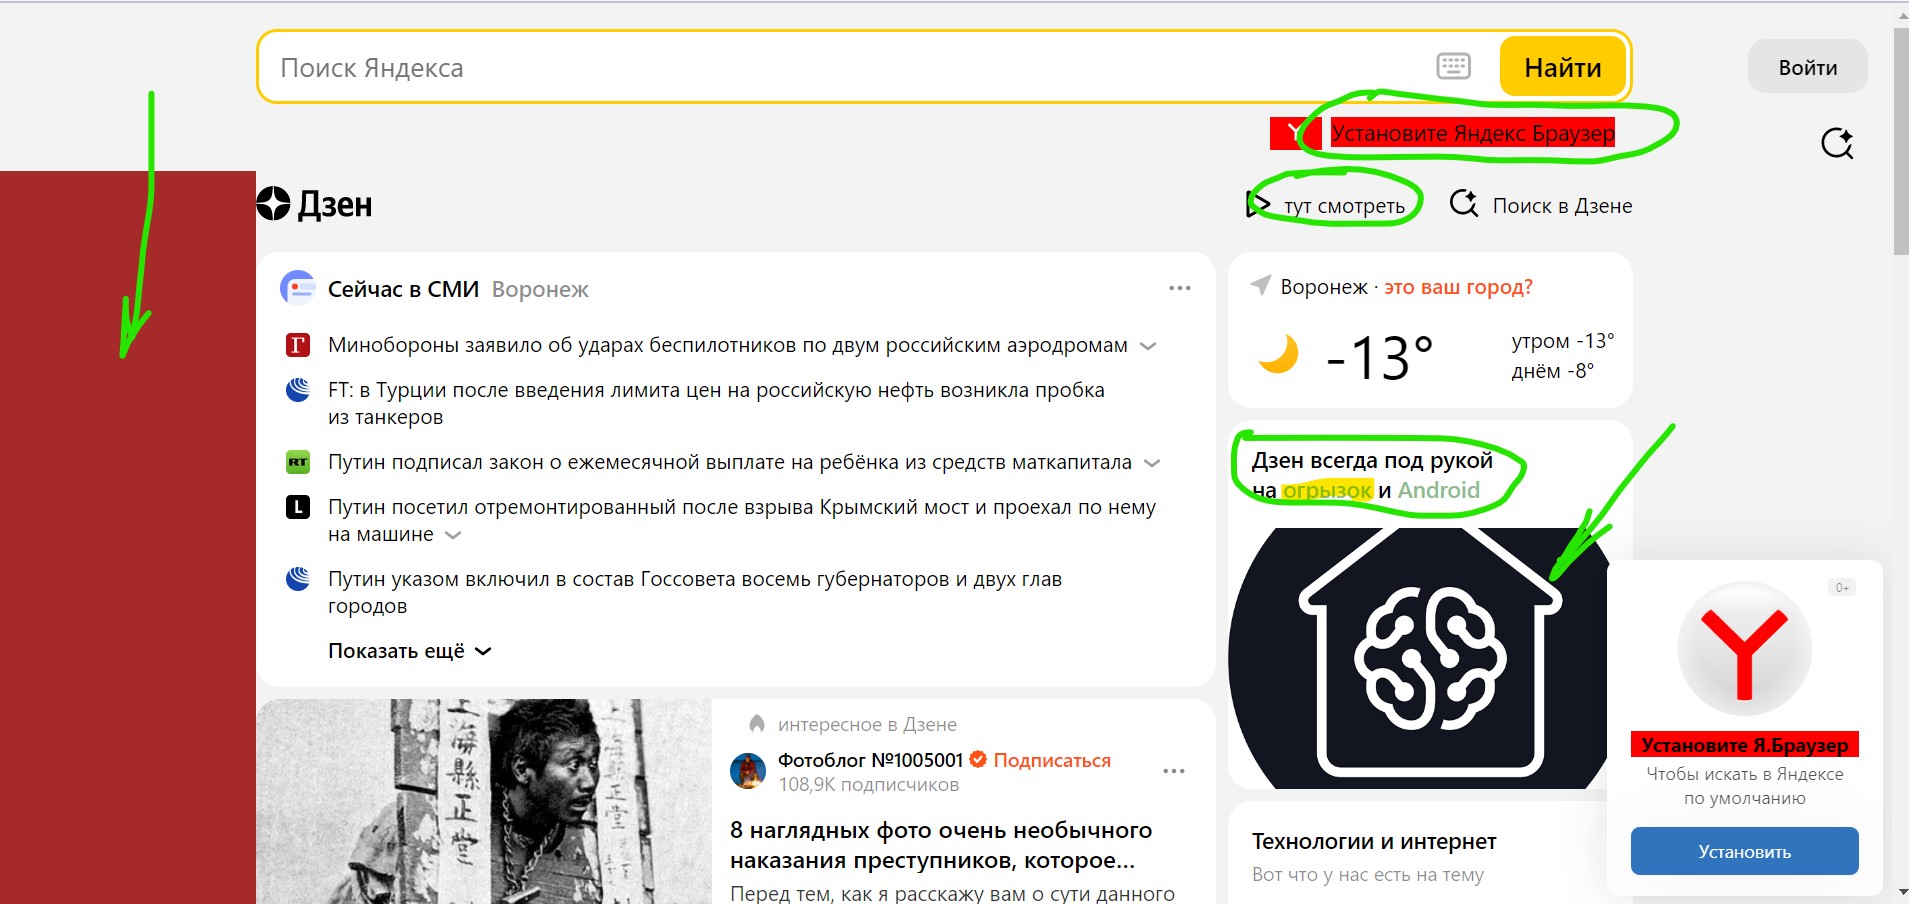 Поиск Яндекса
Найти
Войти
Установите Яндекс Браузер
Дзен
тут смотреть
Поиск в Дзене
Сейчас в СМИ Воронеж
Минобороны заявило об ударах беспилотников по двум российским аэродромам
FT: в Турции после введения лимита цен на российскую нефть возникла пробка
из танкеров
RT
Путин подписал закон о ежемесячной выплате на ребёнка из средств маткапитала
L
Путин посетил отремонтированный после взрыва Крымский мост и проехал по нему
на машине
Путин указом включил в состав Госсовета восемь губернаторов и двух глав
городов
Показать ещё
Воронеж · это ваш город?
-13°
утром -13°
днём -8°
Дзен всегда под рукой
на огрызок и Android
интересное в Дзене
Фотоблог №1005001 Подписаться
108,9К подписчиков
8 наглядных фото очень необычного
наказания преступников, которое...
Перед тем, как я расскажу вам о сути данного
Технологии и интернет
Вот что у нас есть на тему
0+
Установите Я.Браузер
Чтобы искать в Яндексе
по умолчанию
Установить